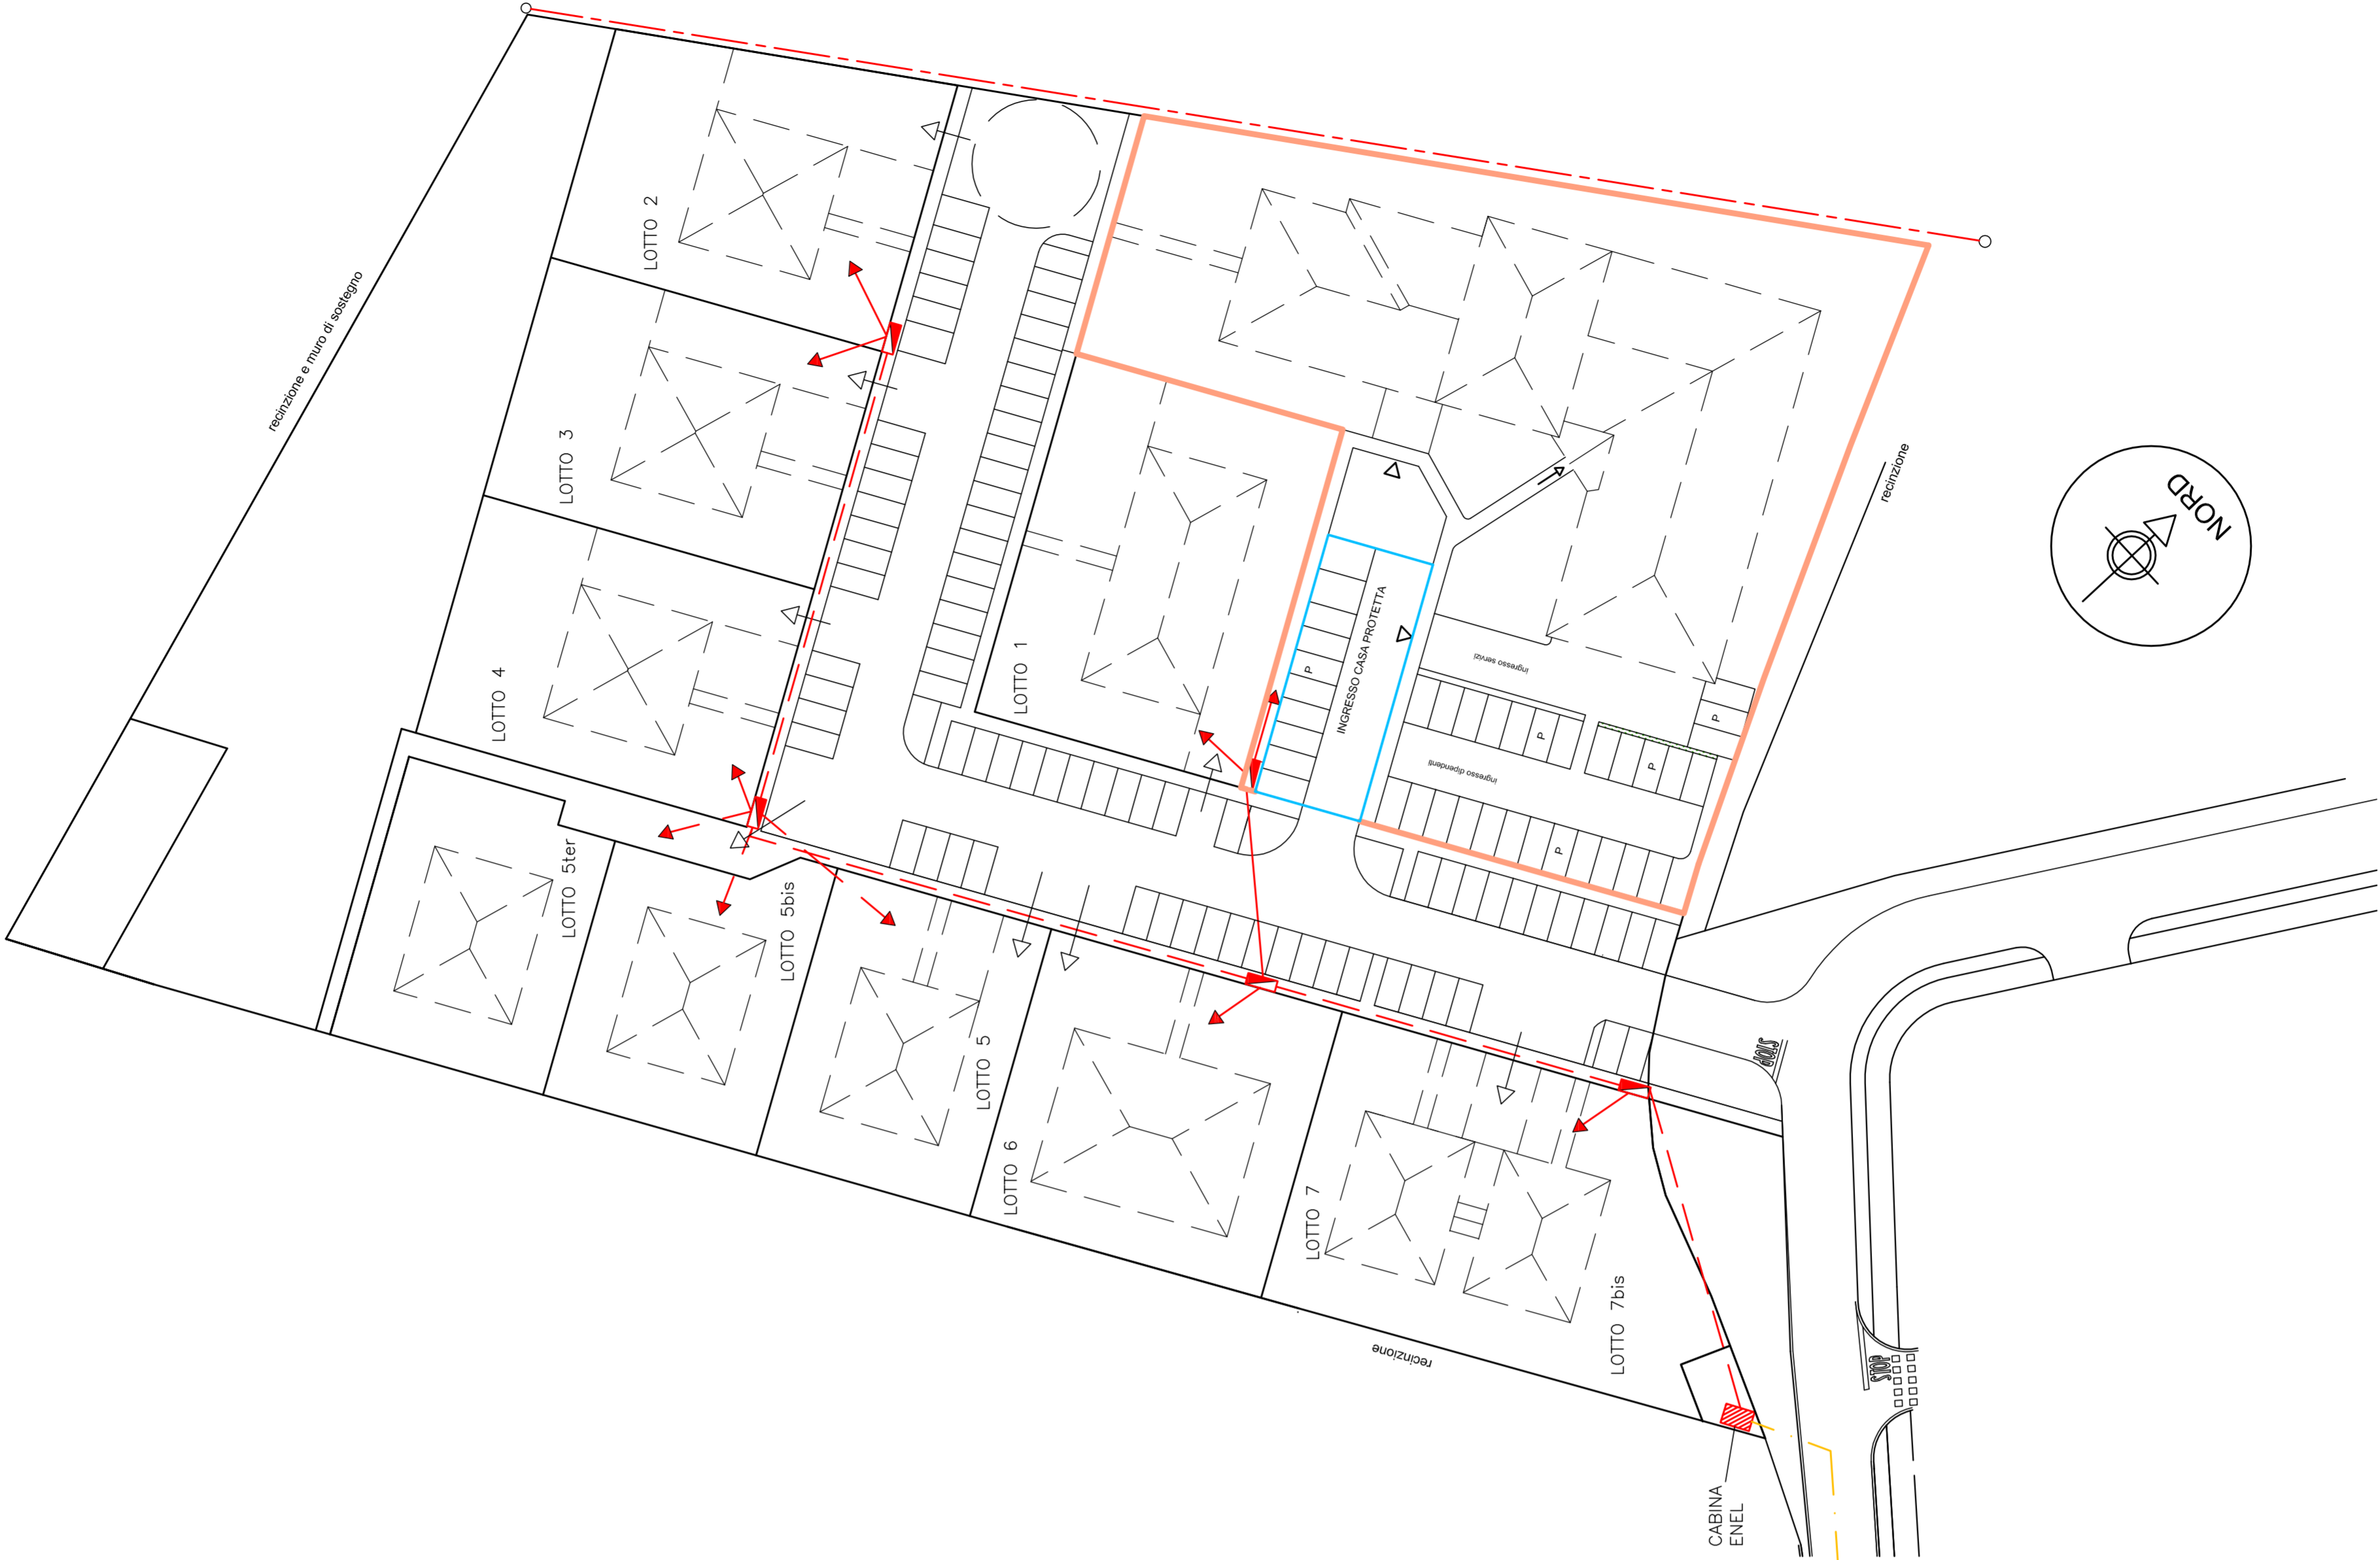 recinzione e muro di sostegno
LOTTO 2
LOTTO 3
LOTTO 4
LOTTO 1
P
INGRESSO CASA PROTETTA
ingresso servizi
P
P
P
ingresso dipendenti
P
recinzione
NORD
LOTTO 5ter
LOTTO 5bis
LOTTO 5
LOTTO 6
LOTTO 7
LOTTO 7bis
recinzione
STOP
STOP
CABINA
ENEL